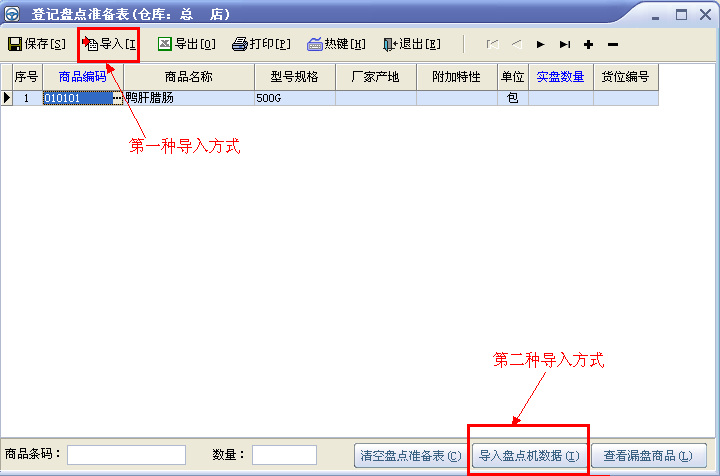 登记盘点准备表(仓库：总 店)
保存[S] 导入[I 导出[O] 打印[P] 热键[H] 退出[E]
序号 商品编码 商品名称 型号规格 厂家产地 附加特性 单位 实盘数量 货位编号
1 010101 鸭肝腊肠 500G 包
第一种导入方式
第二种导入方式
商品条码： 数量： 清空盘点准备表(C) 导入盘点机数据(I) 查看漏盘商品(L)